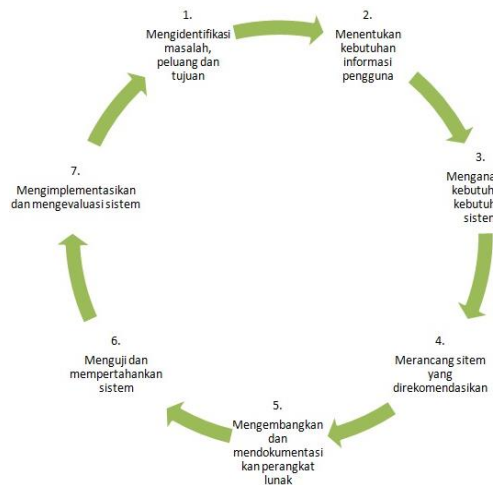 1.
Mengidentifikasi
masalah,
peluang dan
tujuan
2.
Menentukan
kebutuhan
informasi
pengguna
3.
4.
Merancang sitem
yang
direkomendasikan
5.
Mengembangkan
dan
mendokumentasi
kan perangkat
lunak
6.
Menguji dan
mempertahankan
sistem
7.
Mengimplementasikan
dan mengevaluasi sistem